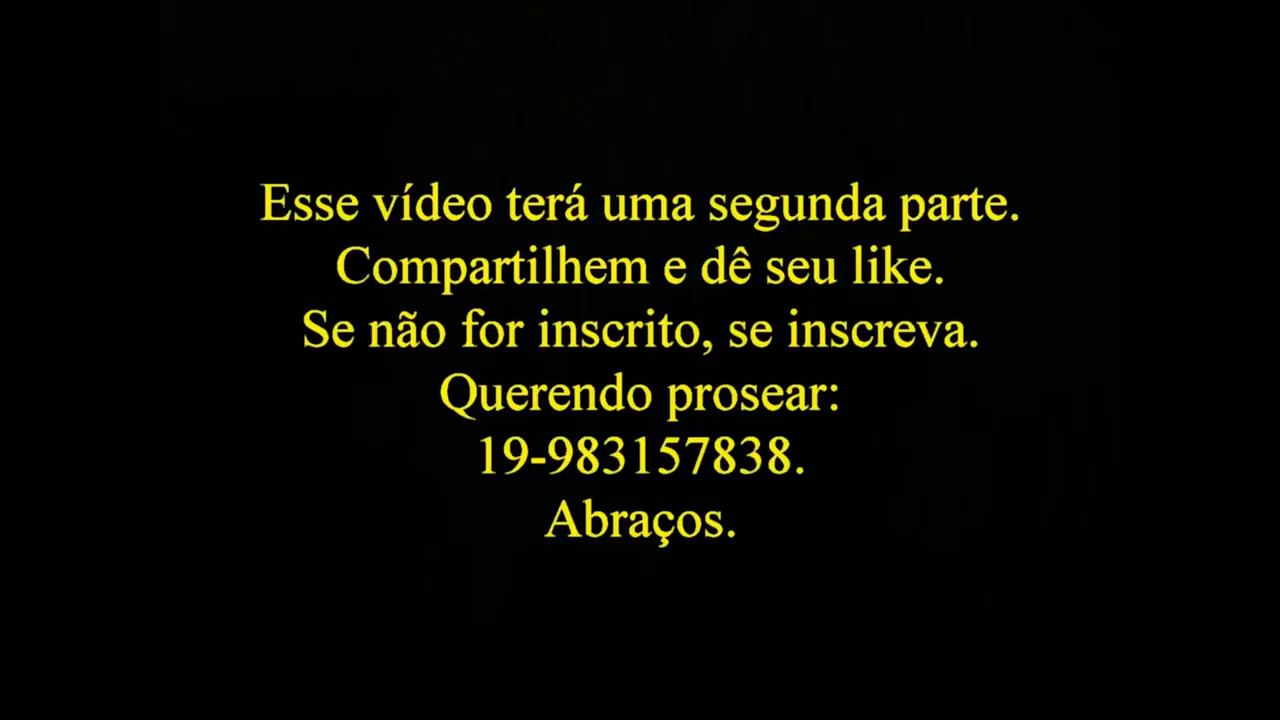 Esse vídeo terá uma segunda parte.
Compartilhem e dê seu like.
Se não for inscrito, se inscreva.
Querendo prosear:
19-983157838.
Abraços.